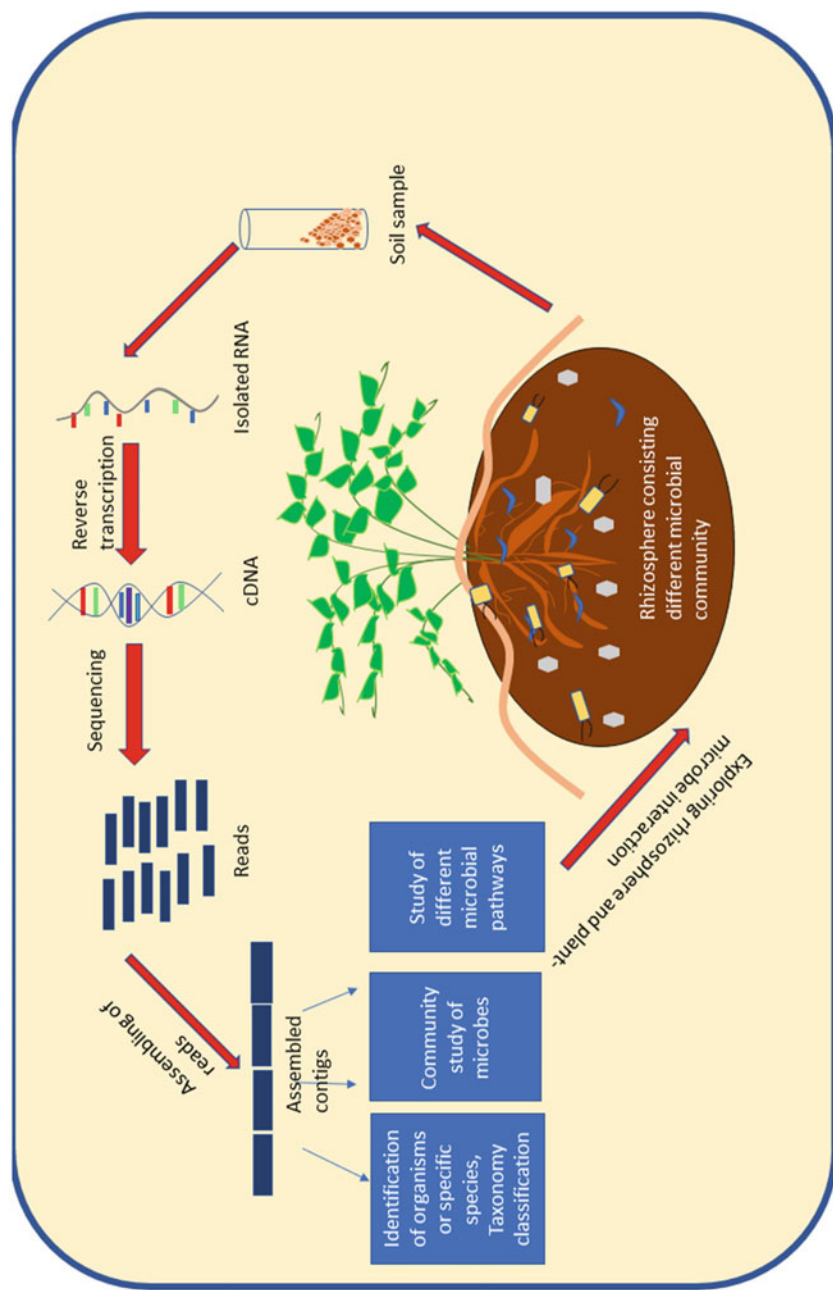 Soil sample
Isolated RNA
Reverse
transcription
cDNA
Sequencing
Reads
Assembling of
reads
Assembled
contigs
Identification
of organisms
or specific
species,
Taxonomy
classification
Community
study of
microbes
Study of
different
microbial
pathways
Exploring rhizosphere and plant-
microbe interaction
Rhizosphere consisting
different microbial
community